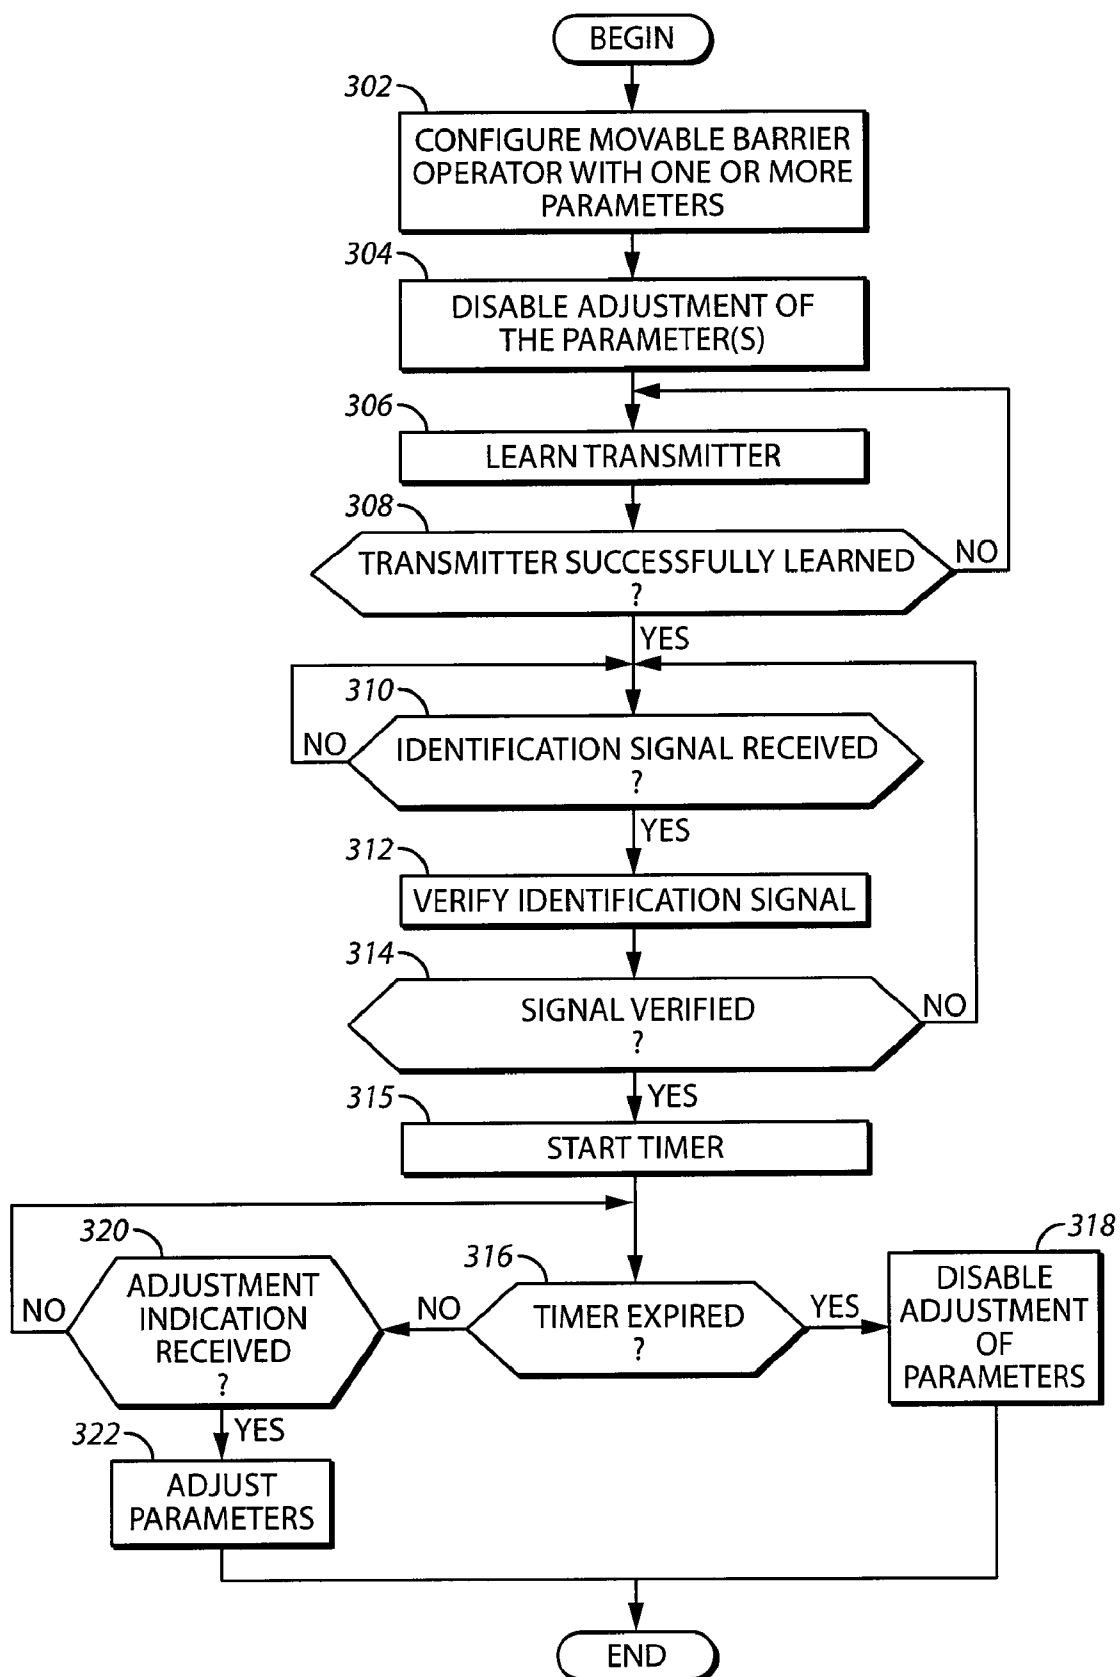 BEGIN
302
CONFIGURE MOVABLE BARRIER
OPERATOR WITH ONE OR MORE
PARAMETERS
304
DISABLE ADJUSTMENT OF
THE PARAMETER(S)
306
LEARN TRANSMITTER
308
TRANSMITTER SUCCESSFULLY LEARNED
?
NO
YES
310
IDENTIFICATION SIGNAL RECEIVED
?
NO
YES
312
VERIFY IDENTIFICATION SIGNAL
314
SIGNAL VERIFIED
?
NO
YES
315
START TIMER
320
ADJUSTMENT
INDICATION
RECEIVED
?
NO
YES
316
TIMER EXPIRED
?
NO
YES
318
DISABLE
ADJUSTMENT
OF
PARAMETERS
322
ADJUST
PARAMETERS
END